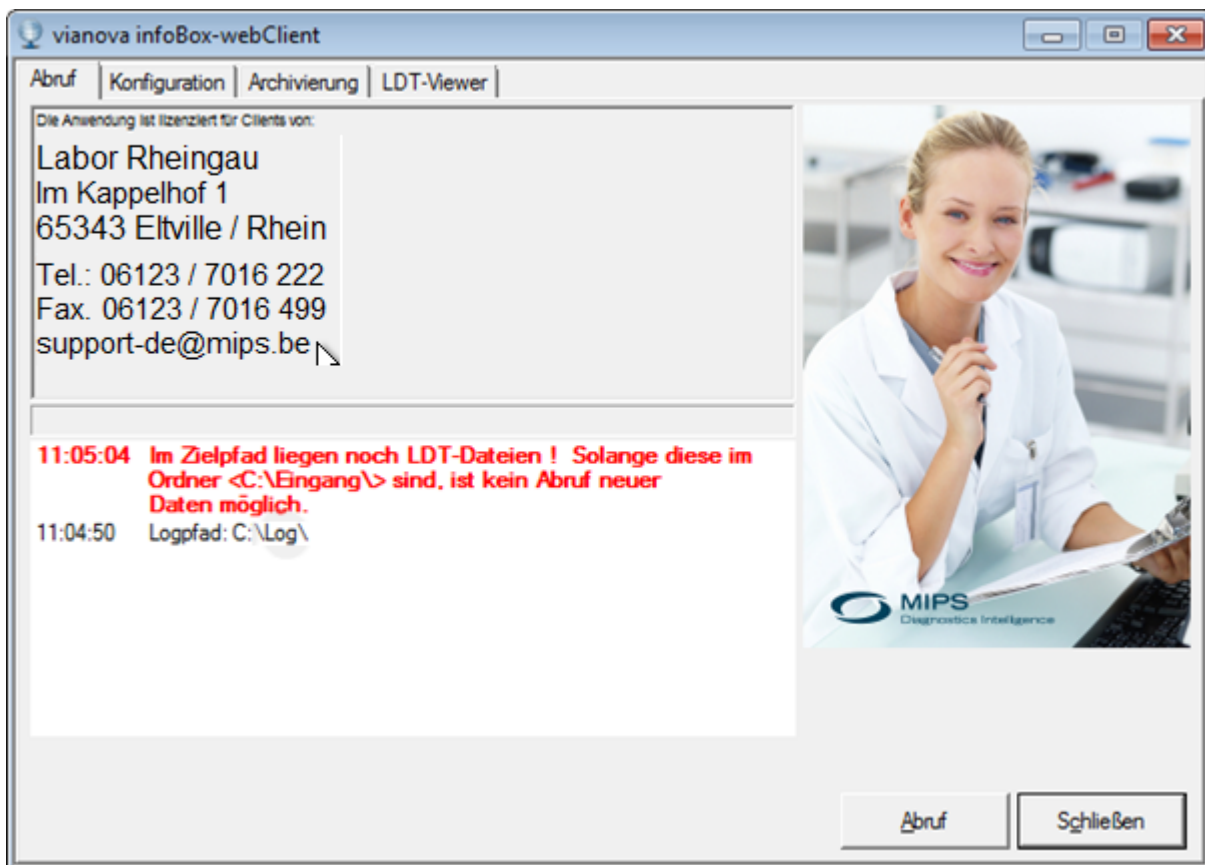 vianova infoBox-webClient
Abruf Konfiguration Archivierung LDT-Viewer
Die Anwendung ist lizenziert für Clients von:
Labor Rheingau
Im Kappelhof 1
65343 Eltville / Rhein
Tel.: 06123 / 7016 222
Fax. 06123 / 7016 499
support-de@mips.be
11:05:04 Im Zielpfad liegen noch LDT-Dateien ! Solange diese im
Ordner <C:\Eingang\> sind, ist kein Abruf neuer
Daten möglich.
11:04:50 Logpfad: C:\Log\
MIPS
Diagnostics Intelligence
Abruf Schließen